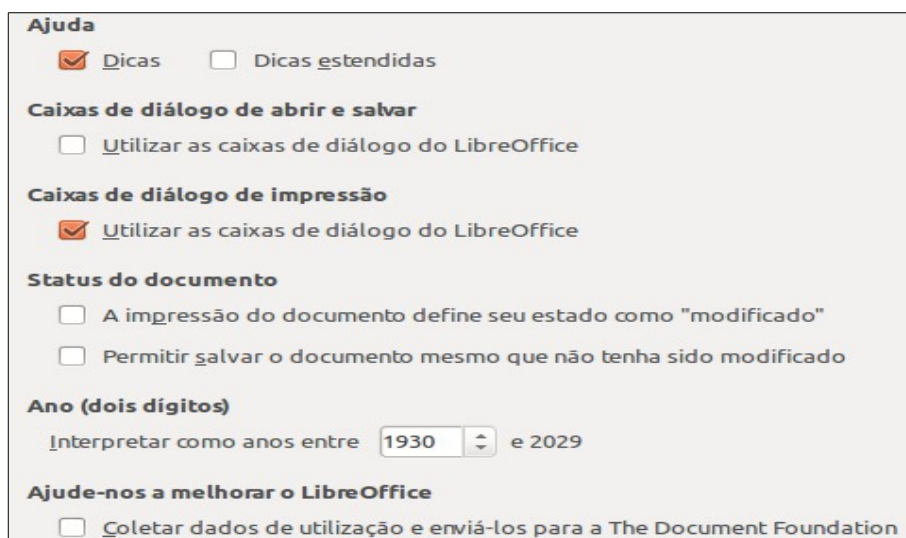 Ajuda
Dicas Dicas estendidas
Caixas de diálogo de abrir e salvar
Utilizar as caixas de diálogo do LibreOffice
Caixas de diálogo de impressão
Utilizar as caixas de diálogo do LibreOffice
Status do documento
A impressão do documento define seu estado como "modificado"
Permitir salvar o documento mesmo que não tenha sido modificado
Ano (dois dígitos)
Interpretar como anos entre 1930 e 2029
Ajude-nos a melhorar o LibreOffice
Coletar dados de utilização e enviá-los para a The Document Foundation